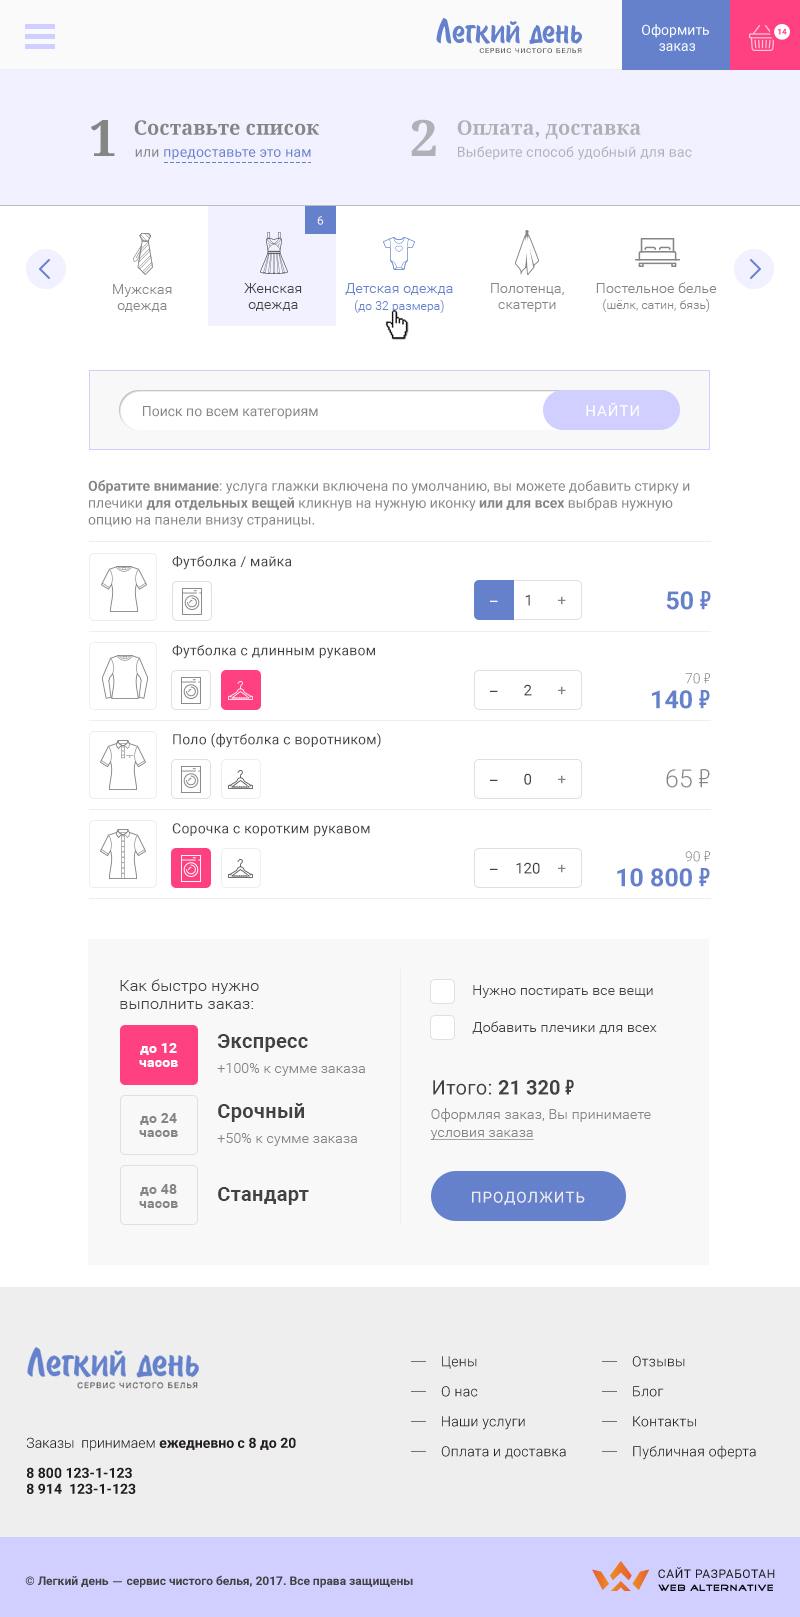 Легкий день
СЕРВИС ЧИСТОГО БЕЛЬЯ
Оформить
заказ
14
1
Составьте список
или предоставьте это нам
2
Оплата, доставка
Выберите способ удобный для вас
Мужская
одежда
6
Женская
одежда
Детская одежда
(до 32 размера)
Полотенца,
скатерти
Постельное белье
(шёлк, сатин, бязь)
Поиск по всем категориям
НАЙТИ
Обратите внимание: услуга глажки включена по умолчанию, вы можете добавить стирку и
плечики для отдельных вещей кликнув на нужную иконку или для всех выбрав нужную
опцию на панели внизу страницы.
Футболка / майка
– 1 +
50 ₽
Футболка с длинным рукавом
– 2 +
70 ₽
140 ₽
Поло (футболка с воротником)
– 0 +
65 ₽
Сорочка с коротким рукавом
– 120 +
90 ₽
10 800 ₽
Как быстро нужно
выполнить заказ:
до 12
часов
Экспресс
+100% к сумме заказа
до 24
часов
Срочный
+50% к сумме заказа
до 48
часов
Стандарт
Нужно постирать все вещи
Добавить плечики для всех
Итого: 21 320 ₽
Оформляя заказ, Вы принимаете
условия заказа
ПРОДОЛЖИТЬ
Легкий день
СЕРВИС ЧИСТОГО БЕЛЬЯ
Заказы принимаем ежедневно с 8 до 20
8 800 123-1-123
8 914 123-1-123
— Цены
— О нас
— Наши услуги
— Оплата и доставка
— Отзывы
— Блог
— Контакты
— Публичная оферта
© Легкий день — сервис чистого белья, 2017. Все права защищены
САЙТ РАЗРАБОТАН
WEB ALTERNATIVE